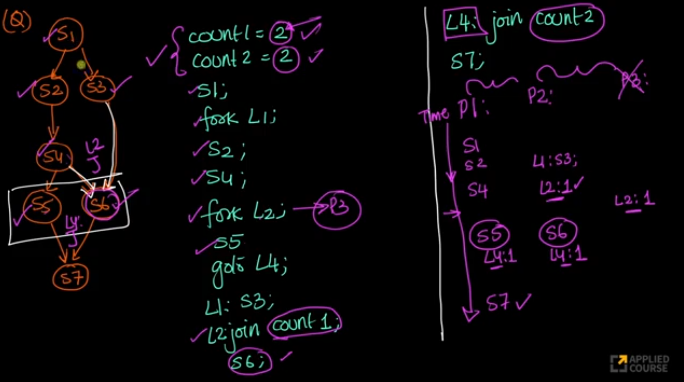 (Q)
S1
S2
S3
S4
L2
J
S5
S6
L4:
J
S7
count1 = 2
count2 = 2
S1;
fork L1;
S2;
S4;
fork L2;
P3
S5
goto L4;
L1: S3;
L2: join count1;
S6;
L4: join count2
S7;
Time P1: P2: P3:
S1
S2 L1: S3;
S4 L2: 1
L2: 1
S5 S6
L4: 1 L4: 1
S7
APPLIED
COURSE